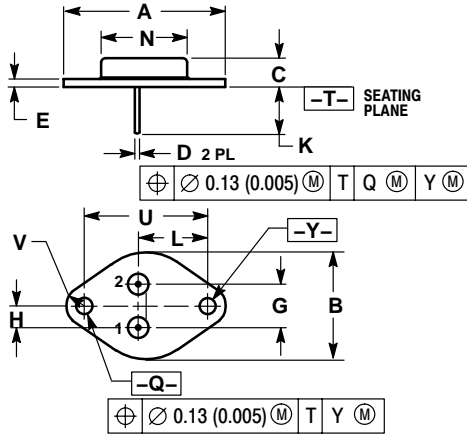 A
N
C
E
–T– SEATING PLANE
K
D 2 PL
⌖ ∅ 0.13 (0.005) Ⓜ T Q Ⓜ Y Ⓜ
U
V
L
–Y–
2
G
B
H
1
–Q–
⌖ ∅ 0.13 (0.005) Ⓜ T Y Ⓜ